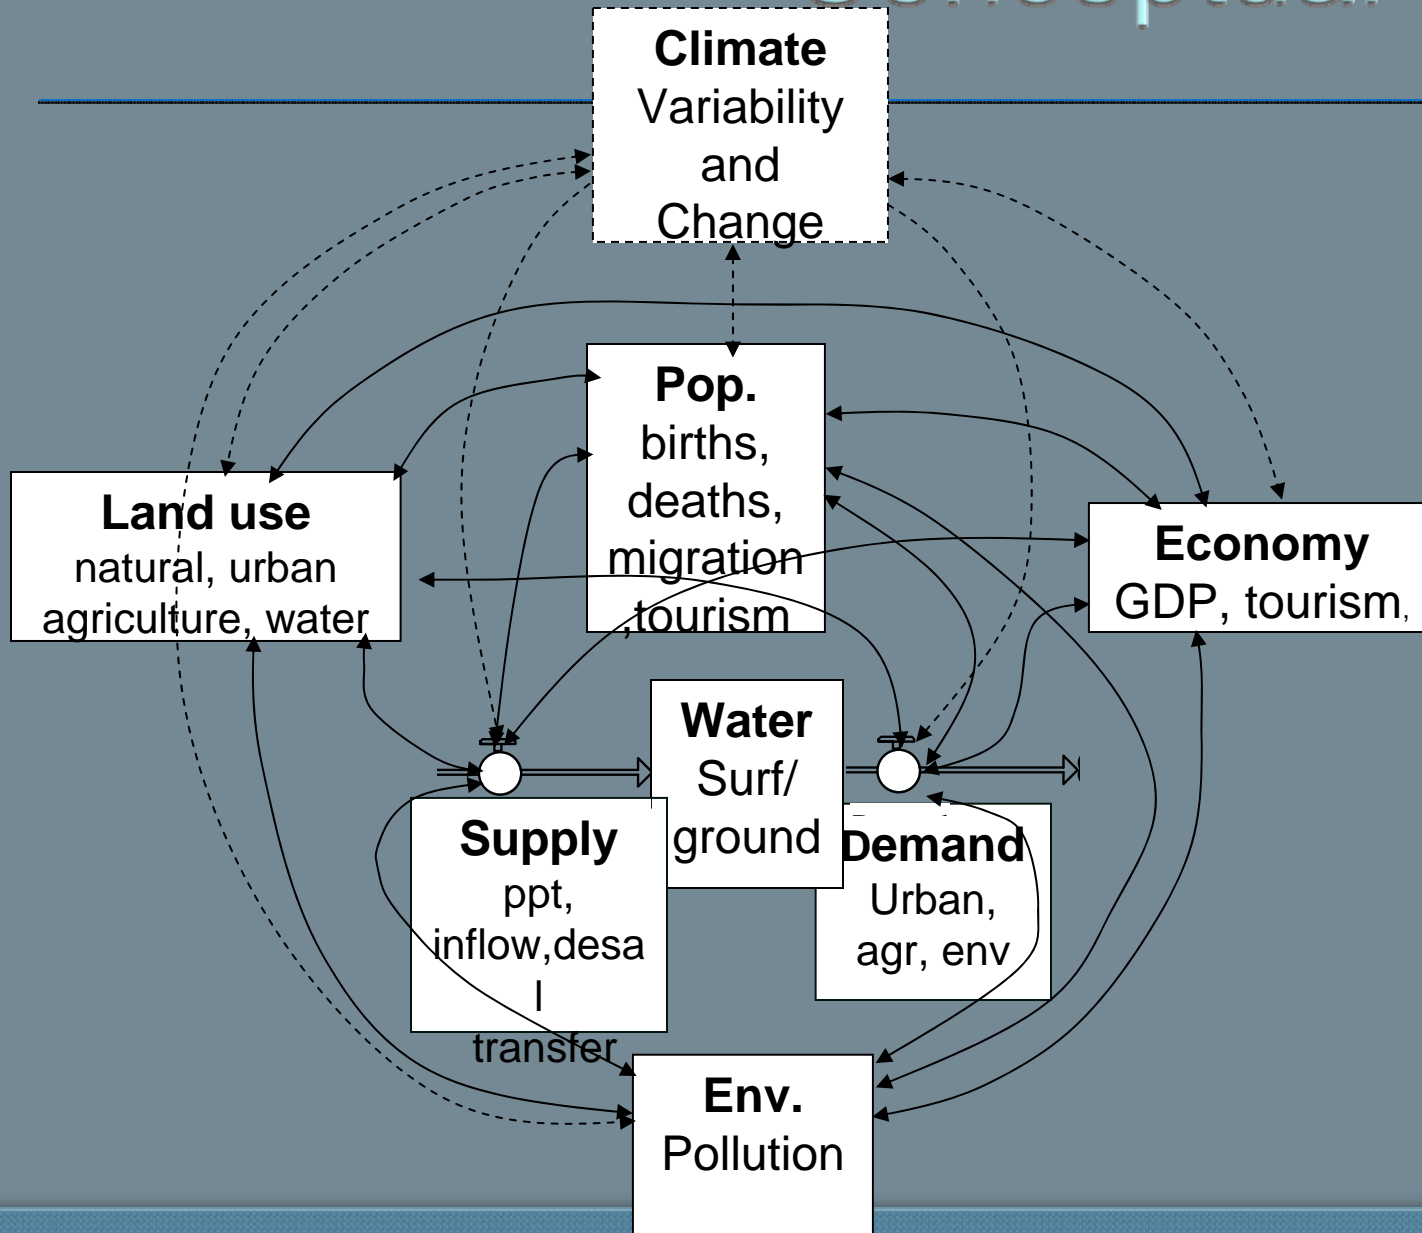 Climate
Variability
and
Change
Pop.
births,
deaths,
migration
,tourism
Land use
natural, urban
agriculture, water
Economy
GDP, tourism,
Water
Surf/
ground
Supply
ppt,
inflow,desa
l
transfer
Demand
Urban,
agr, env
Env.
Pollution